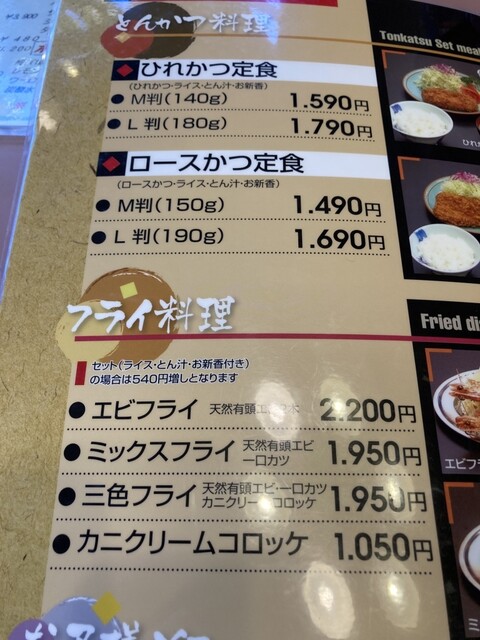 とんかつ料理
Tonkatsu Set
ひれかつ定食
(ひれかつ・ライス・とん汁・お新香)
● M判(140g) 1.590円
● L 判(180g) 1.790円
ロースかつ定食
(ロースかつ・ライス・とん汁・お新香)
● M判(150g) 1.490円
● L 判(190g) 1.690円
フライ料理
Fried
セット(ライス・とん汁・お新香付き)
の場合は540円増しとなります
● エビフライ 天然有頭エビ 2.200円
● ミックスフライ 天然有頭エビ 1.950円
一口カツ
● 三色フライ 天然有頭エビ・一口カツ 1.950円
カニクリームコロッケ
● カニクリームコロッケ 1.050円